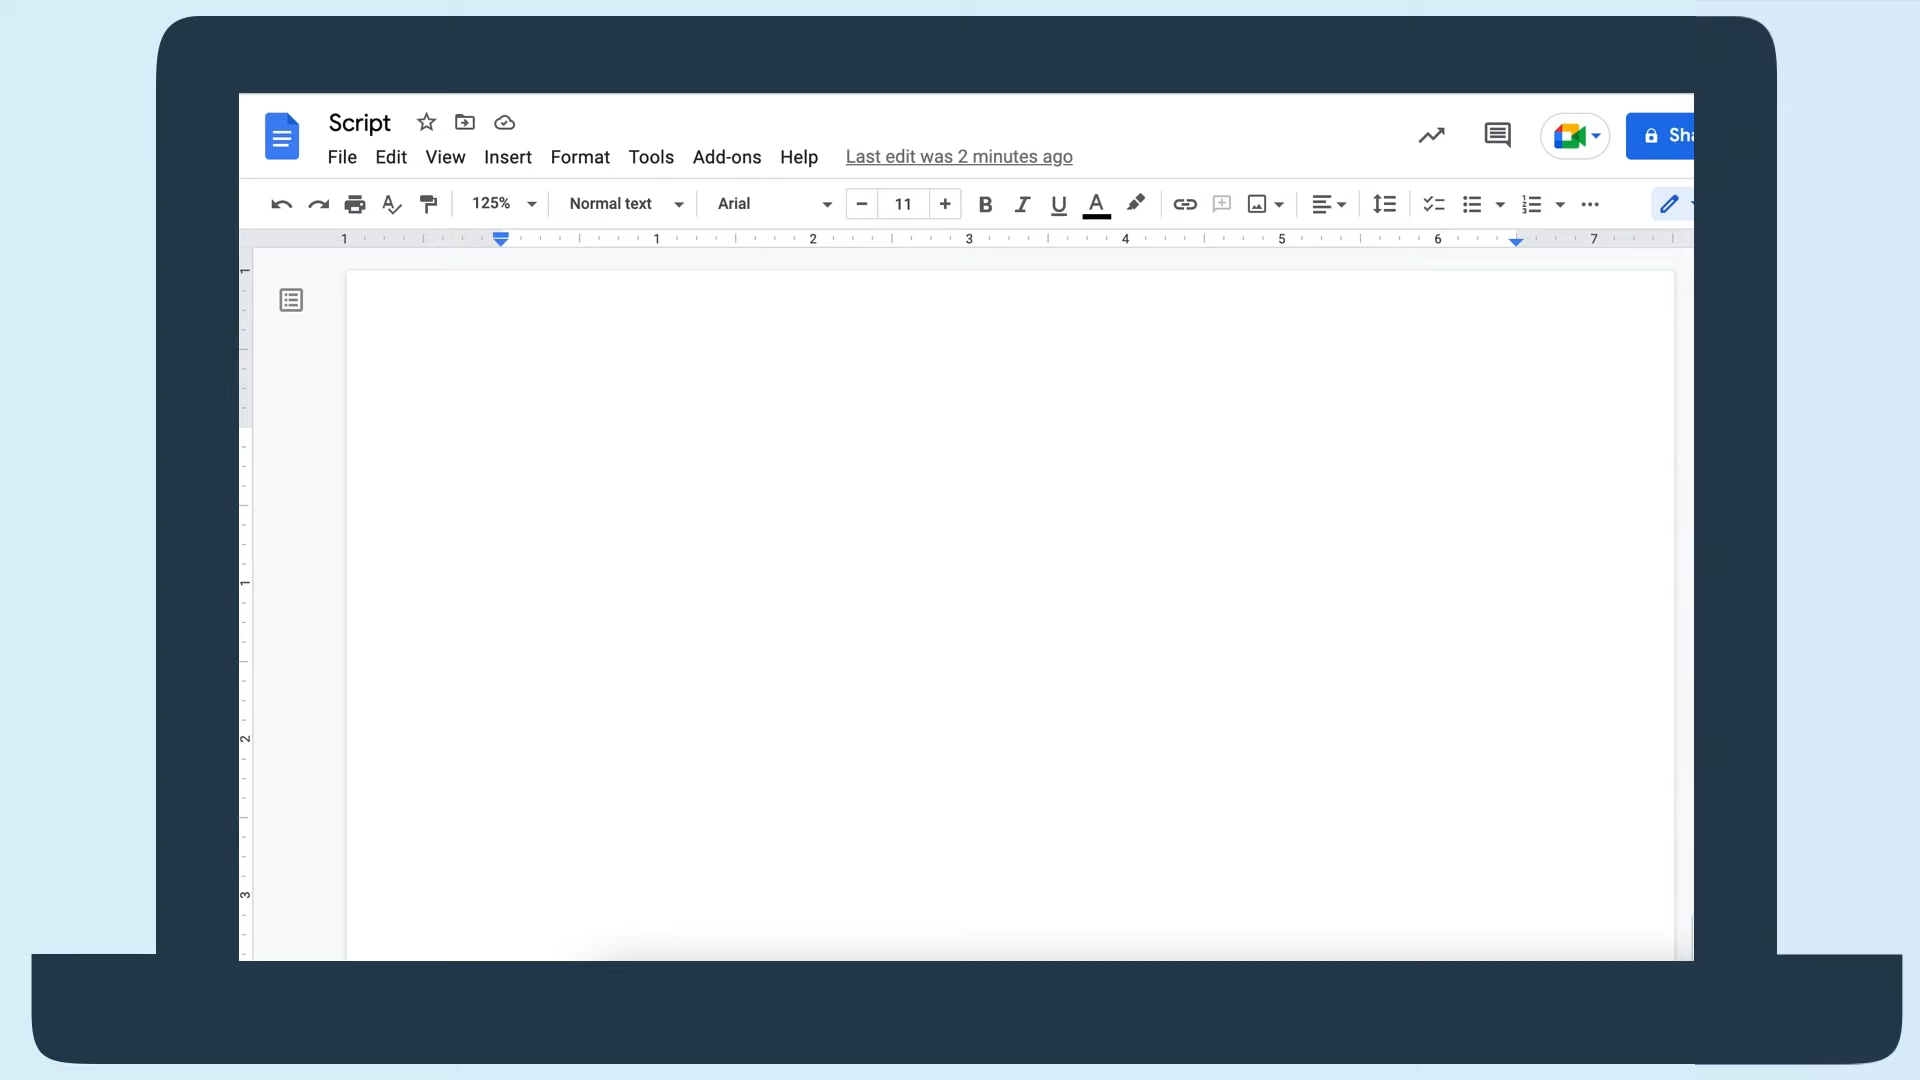 Script
File Edit View Insert Format Tools Add-ons Help Last edit was 2 minutes ago
Sha
125% Normal text Arial 11 B I U A
1 1 2 3 4 5 6 7
1
1
2
3